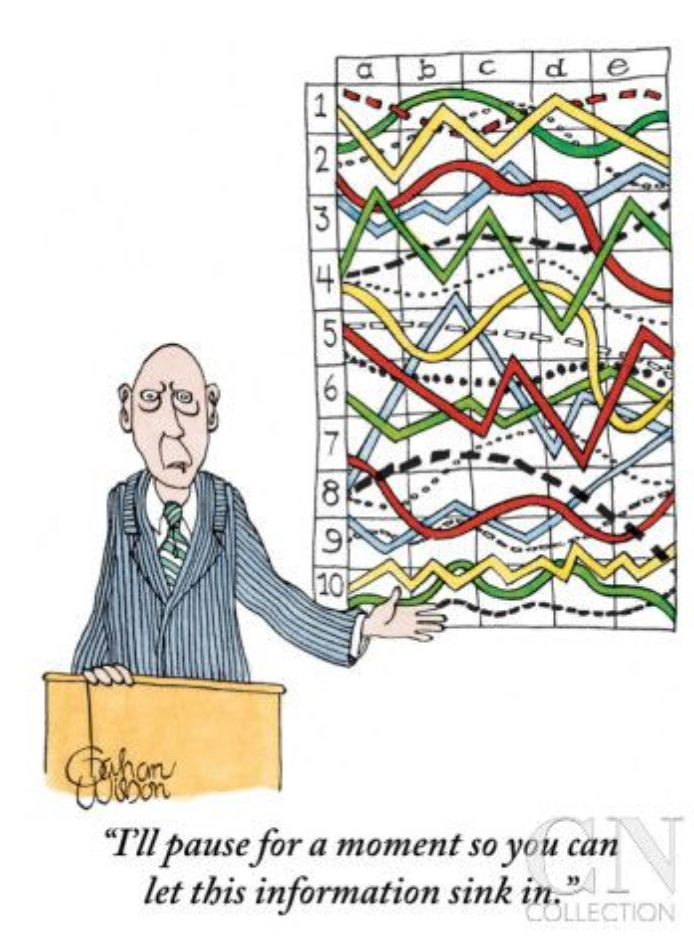 a b c d e
1
2
3
4
5
6
7
8
9
10
Gahan
Wilson
“I’ll pause for a moment so you can
let this information sink in.”
CN
COLLECTION